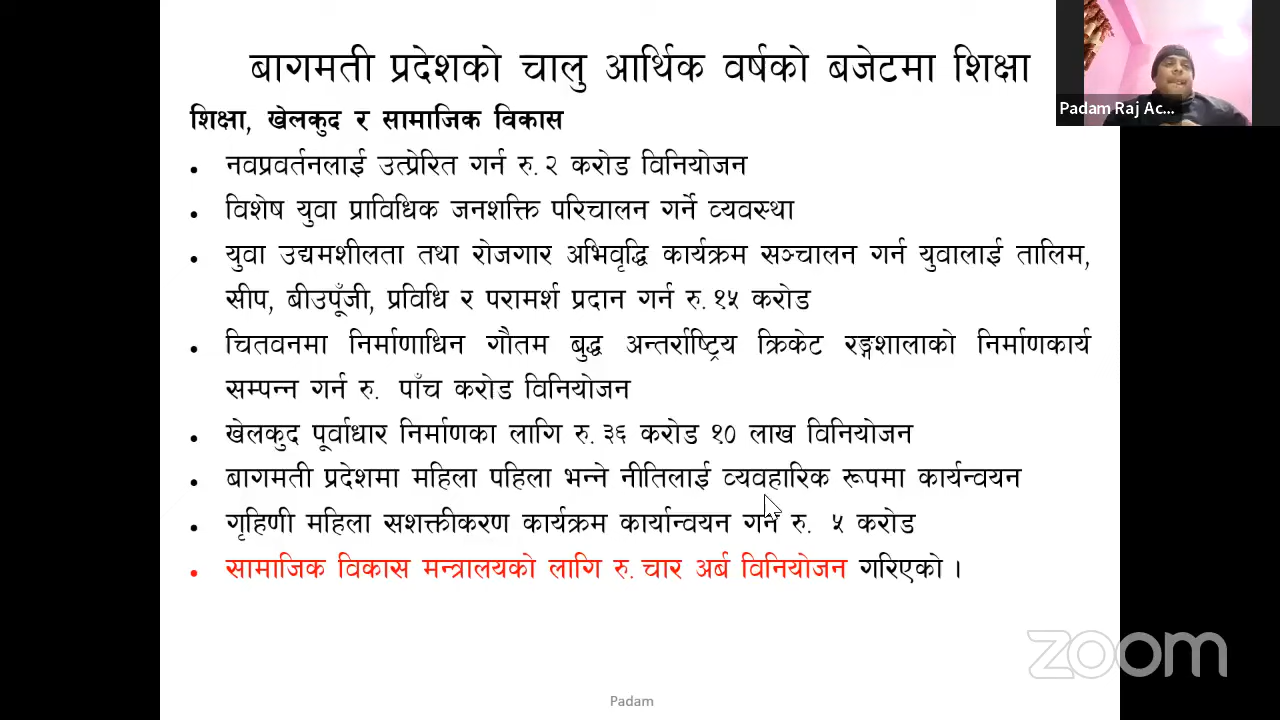 बागमती प्रदेशको चालु आर्थिक वर्षको बजेटमा शिक्षा
शिक्षा, खेलकुद र सामाजिक विकास
• नवप्रवर्तनलाई उत्प्रेरित गर्न रु.२ करोड विनियोजन
• विशेष युवा प्राविधिक जनशक्ति परिचालन गर्ने व्यवस्था
• युवा उद्यमशीलता तथा रोजगार अभिवृद्धि कार्यक्रम सञ्चालन गर्न युवालाई तालिम,
सीप, बीउपूँजी, प्रविधि र परामर्श प्रदान गर्न रु.१५ करोड
• चितवनमा निर्माणाधिन गौतम बुद्ध अन्तर्राष्ट्रिय क्रिकेट रङ्गशालाको निर्माणकार्य
सम्पन्न गर्न रु. पाँच करोड विनियोजन
• खेलकुद पूर्वाधार निर्माणका लागि रु.३६ करोड १० लाख विनियोजन
• बागमती प्रदेशमा महिला पहिला भन्ने नीतिलाई व्यवहारिक रूपमा कार्यन्वयन
• गृहिणी महिला सशक्तीकरण कार्यक्रम कार्यान्वयन गर्न रु. ५ करोड
• सामाजिक विकास मन्त्रालयको लागि रु. चार अर्ब विनियोजन गरिएको ।
Padam Raj Ac...
zoom
Padam